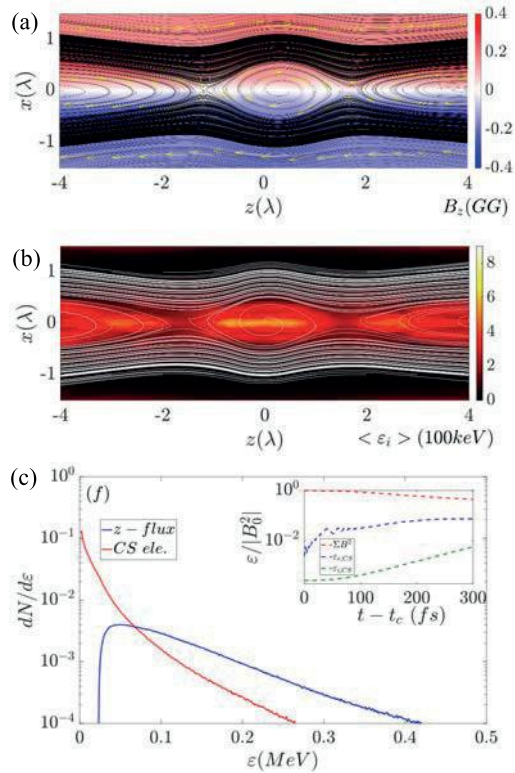 (a)
x(λ)
1
0
-1
-4
-2
0
2
4
z(λ)
0.4
0.2
0
-0.2
-0.4
B_z(GG)
(b)
x(λ)
1
0
-1
-4
-2
0
2
4
z(λ)
8
6
4
2
0
< ε_i > (100keV)
(c)
(f)
dN/dε
10^0
10^-1
10^-2
10^-3
10^-4
z − flux
CS ele.
0
0.1
0.2
0.3
0.4
0.5
ε(MeV)
ε/|B_0^2|
10^0
10^-2
ΣB^2
0
100
200
300
t − t_c (fs)